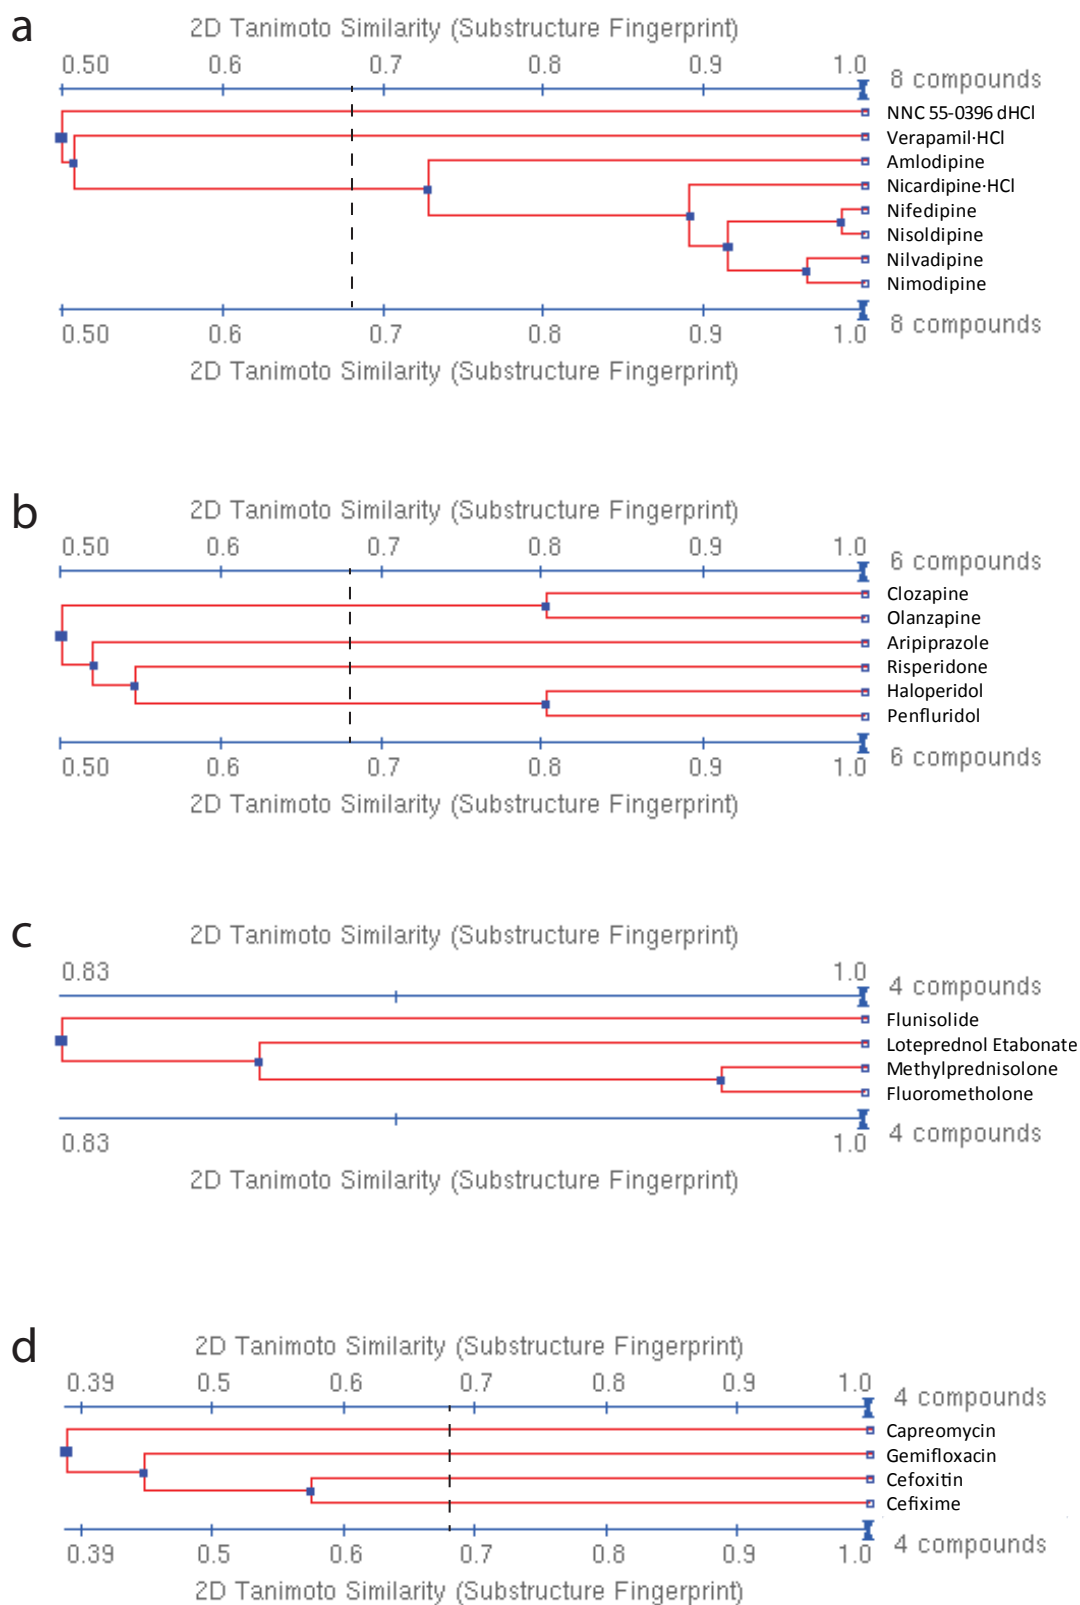 a
2D Tanimoto Similarity (Substructure Fingerprint)
0.50 0.6 0.7 0.8 0.9 1.0
8 compounds
NNC 55-0396 dHCl
Verapamil·HCl
Amlodipine
Nicardipine·HCl
Nifedipine
Nisoldipine
Nilvadipine
Nimodipine
8 compounds
0.50 0.6 0.7 0.8 0.9 1.0
2D Tanimoto Similarity (Substructure Fingerprint)
b
2D Tanimoto Similarity (Substructure Fingerprint)
0.50 0.6 0.7 0.8 0.9 1.0
6 compounds
Clozapine
Olanzapine
Aripiprazole
Risperidone
Haloperidol
Penfluridol
6 compounds
0.50 0.6 0.7 0.8 0.9 1.0
2D Tanimoto Similarity (Substructure Fingerprint)
c
2D Tanimoto Similarity (Substructure Fingerprint)
0.83 1.0
4 compounds
Flunisolide
Loteprednol Etabonate
Methylprednisolone
Fluorometholone
4 compounds
0.83 1.0
2D Tanimoto Similarity (Substructure Fingerprint)
d
2D Tanimoto Similarity (Substructure Fingerprint)
0.39 0.5 0.6 0.7 0.8 0.9 1.0
4 compounds
Capreomycin
Gemifloxacin
Cefoxitin
Cefixime
4 compounds
0.39 0.5 0.6 0.7 0.8 0.9 1.0
2D Tanimoto Similarity (Substructure Fingerprint)